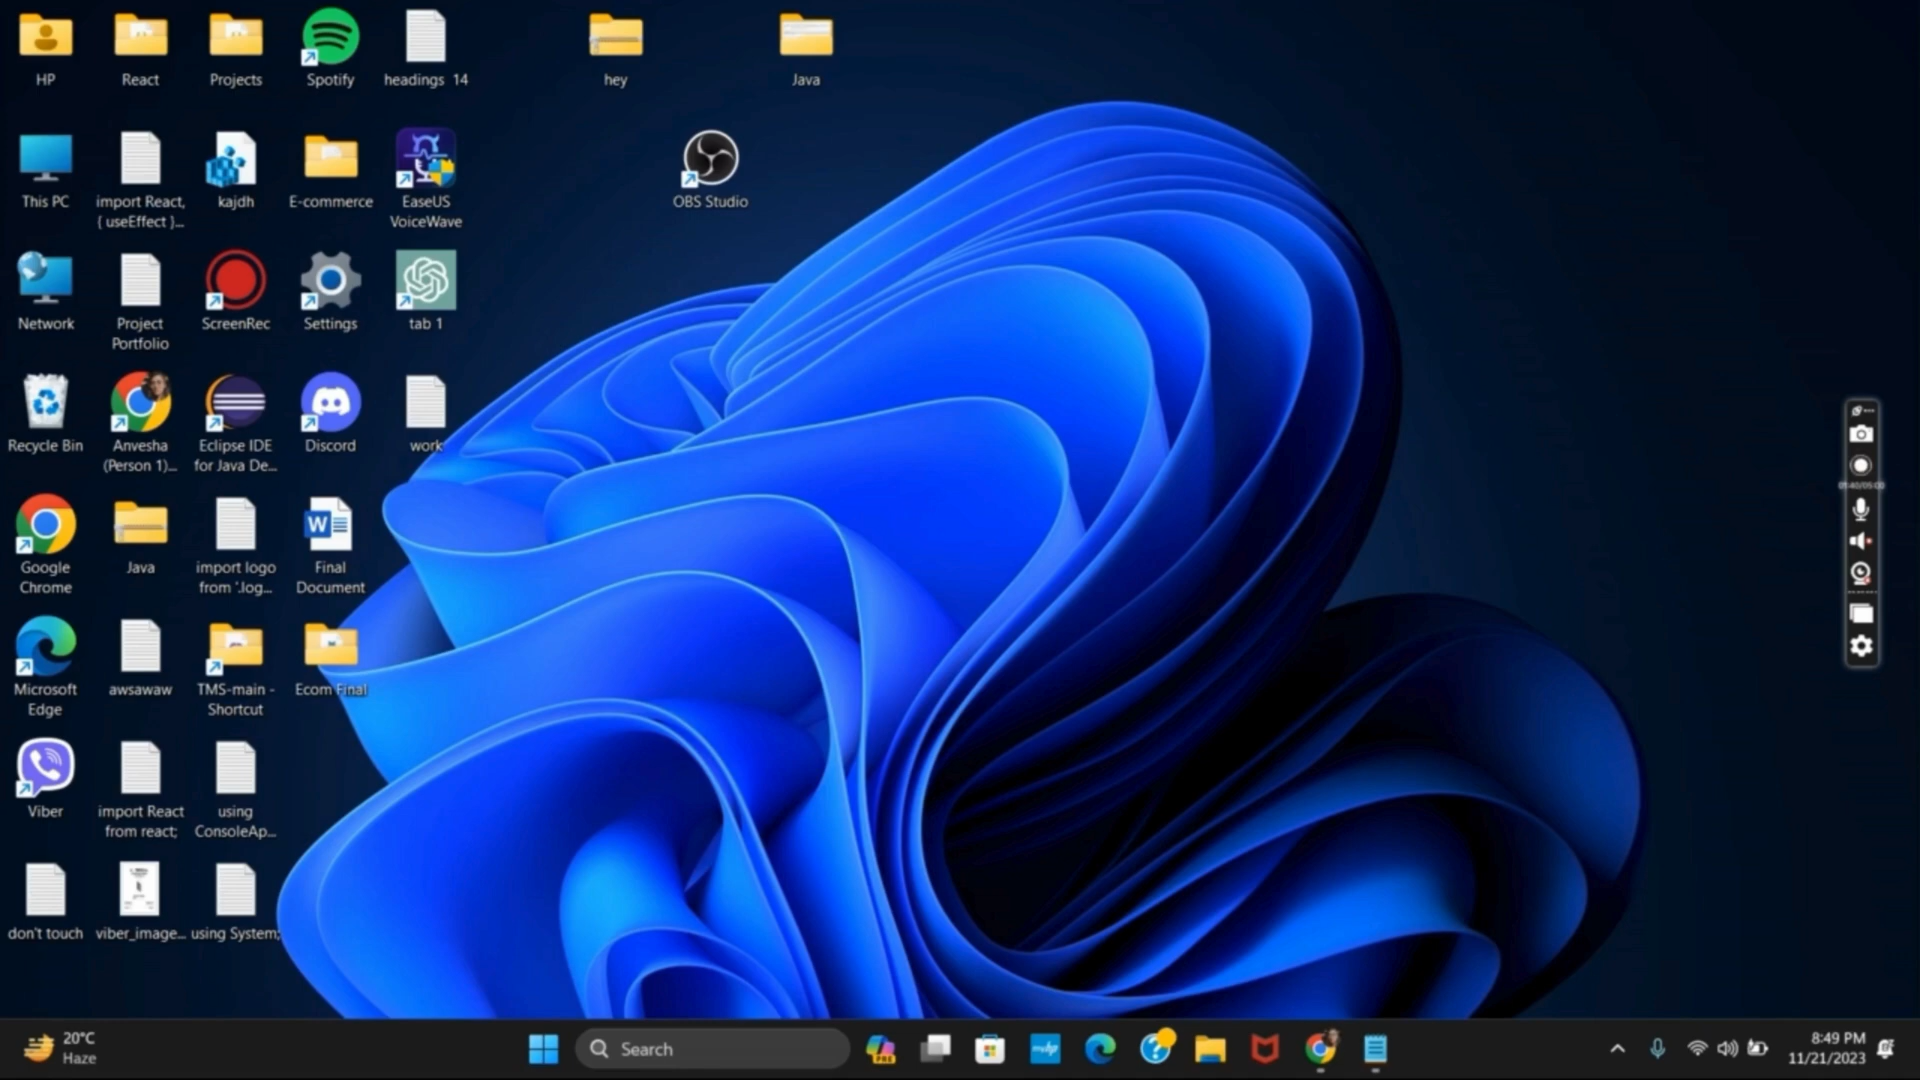 HP
React
Projects
Spotify
headings 14
hey
Java
This PC
import React,
{ useEffect }...
kajdh
E-commerce
EaseUS
VoiceWave
OBS Studio
Network
Project
Portfolio
ScreenRec
Settings
tab 1
Recycle Bin
Anvesha
(Person 1)...
Eclipse IDE
for Java De...
Discord
work
Google
Chrome
Java
import logo
from '.log...
Final
Document
Microsoft
Edge
awsawaw
TMS-main -
Shortcut
Ecom Final
Viber
import React
from react;
using
ConsoleAp...
don't touch
viber_image...
using System;
20°C
Haze
Search
PRE
myhp
8:49 PM
11/21/2023